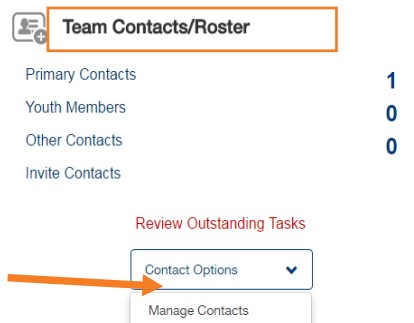 Team Contacts/Roster
Primary Contacts 1
Youth Members 0
Other Contacts 0
Invite Contacts
Review Outstanding Tasks
Contact Options
Manage Contacts